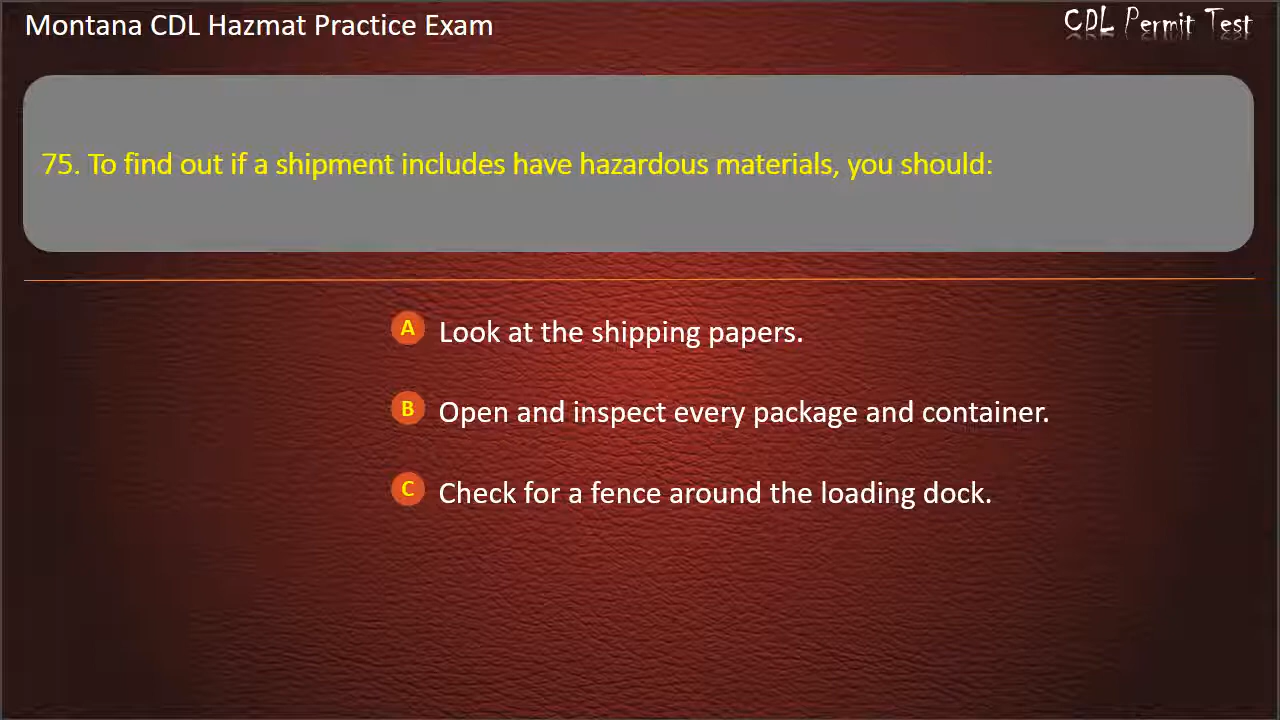 Montana CDL Hazmat Practice Exam
CDL Permit Test
75. To find out if a shipment includes have hazardous materials, you should:
A Look at the shipping papers.
B Open and inspect every package and container.
C Check for a fence around the loading dock.